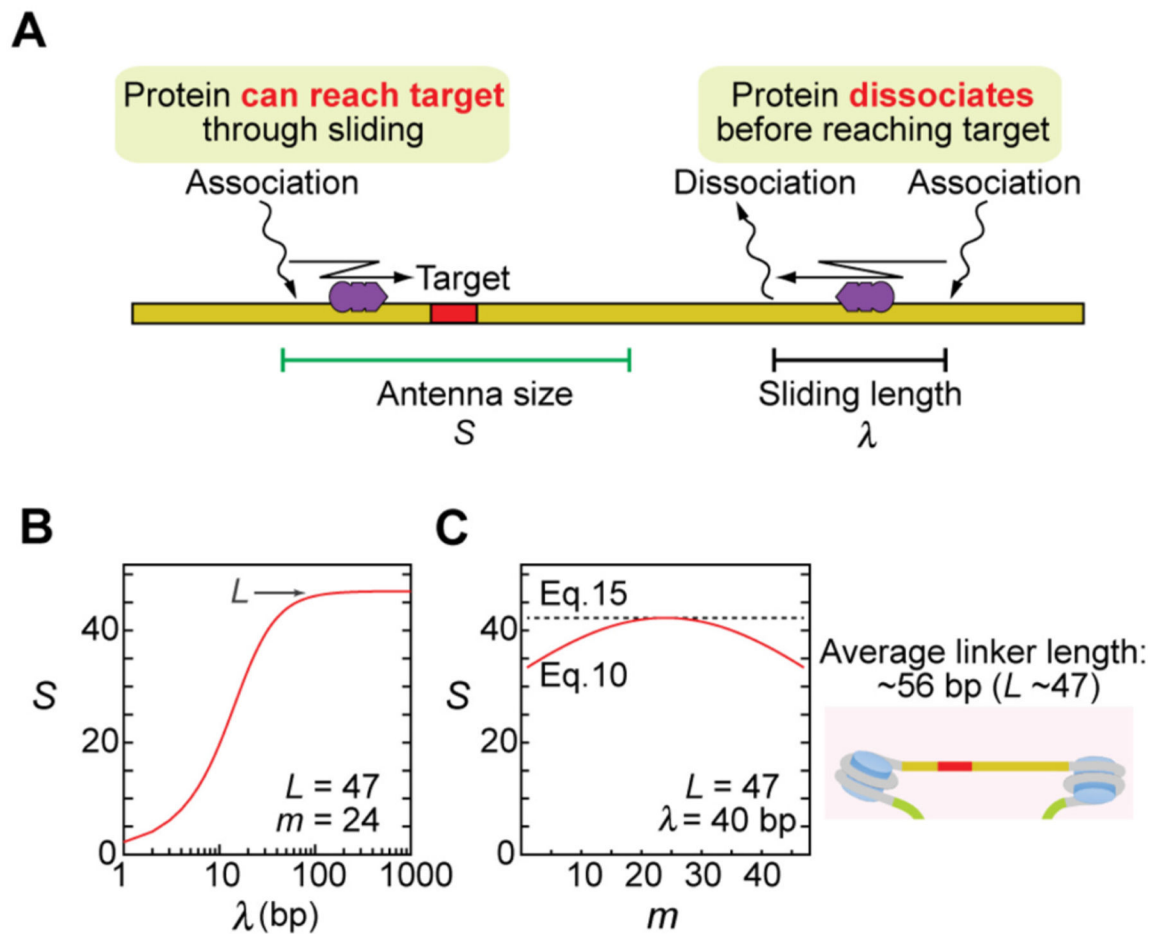 A
Protein can reach target
through sliding
Protein dissociates
before reaching target
Association
Dissociation
Association
Target
Antenna size
S
Sliding length
λ
B
L
S
40
20
0
L = 47
m = 24
1
10
100
1000
λ (bp)
C
Eq.15
Eq.10
S
40
20
0
L = 47
λ = 40 bp
10
20
30
40
m
Average linker length:
~56 bp (L ~47)